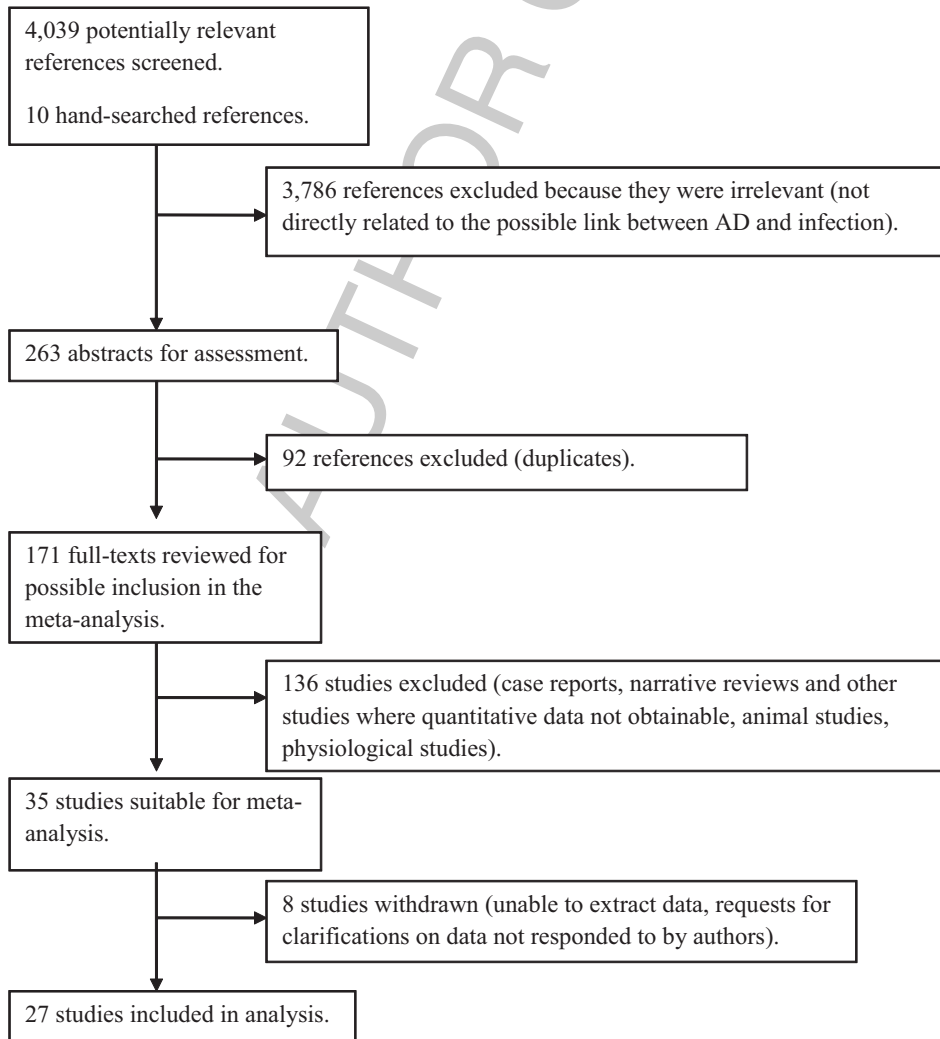 4,039 potentially relevant
references screened.
10 hand-searched references.
3,786 references excluded because they were irrelevant (not
directly related to the possible link between AD and infection).
263 abstracts for assessment.
92 references excluded (duplicates).
171 full-texts reviewed for
possible inclusion in the
meta-analysis.
136 studies excluded (case reports, narrative reviews and other
studies where quantitative data not obtainable, animal studies,
physiological studies).
35 studies suitable for meta-
analysis.
8 studies withdrawn (unable to extract data, requests for
clarifications on data not responded to by authors).
27 studies included in analysis.
AUTHOR